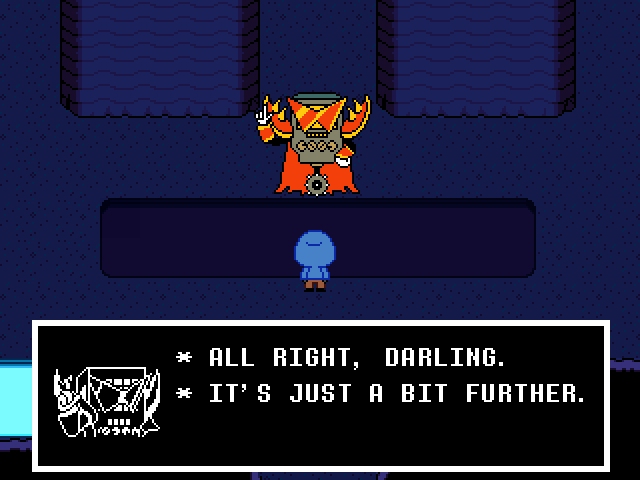 * ALL RIGHT, DARLING.
* IT'S JUST A BIT FURTHER.